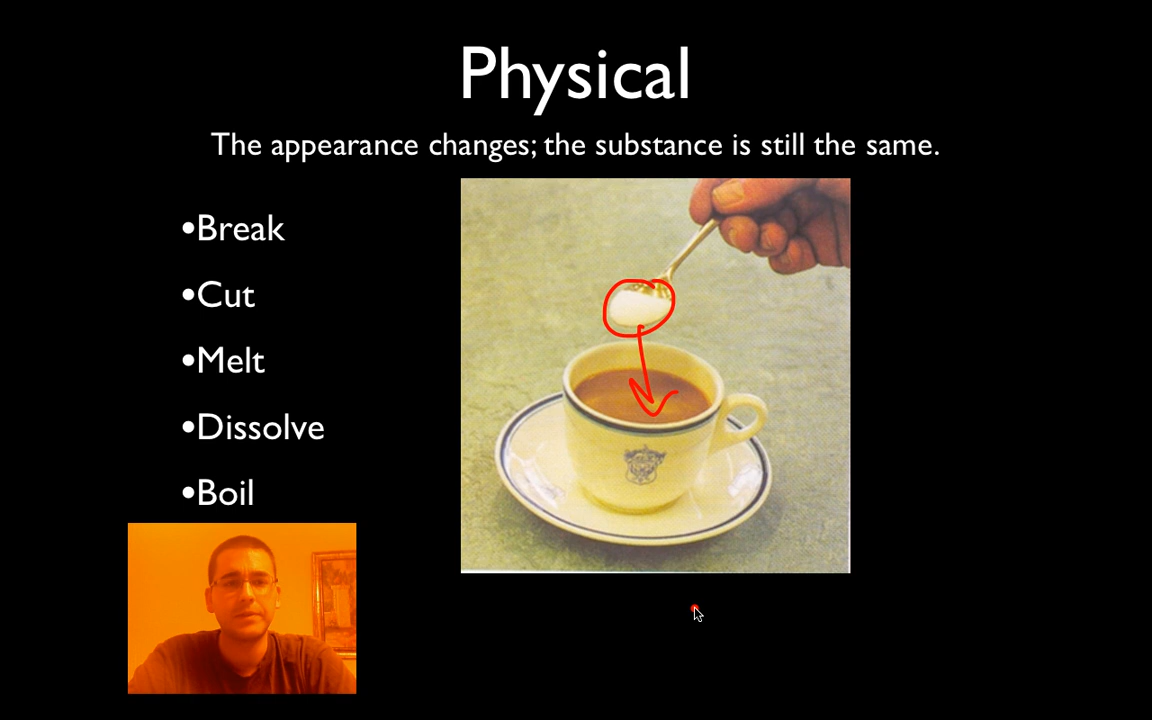 Physical
The appearance changes; the substance is still the same.
•Break
•Cut
•Melt
•Dissolve
•Boil